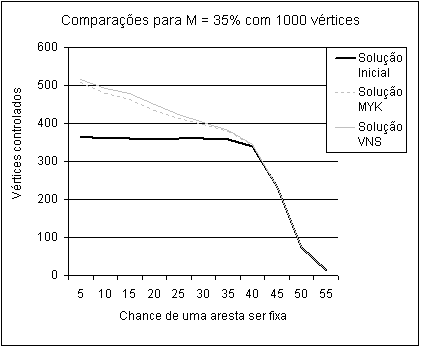 Comparações para M = 35% com 1000 vértices
Vértices controlados
600
500
400
300
200
100
0
5 10 15 20 25 30 35 40 45 50 55
Chance de uma aresta ser fixa
Solução
Inicial
Solução
MYK
Solução
VNS